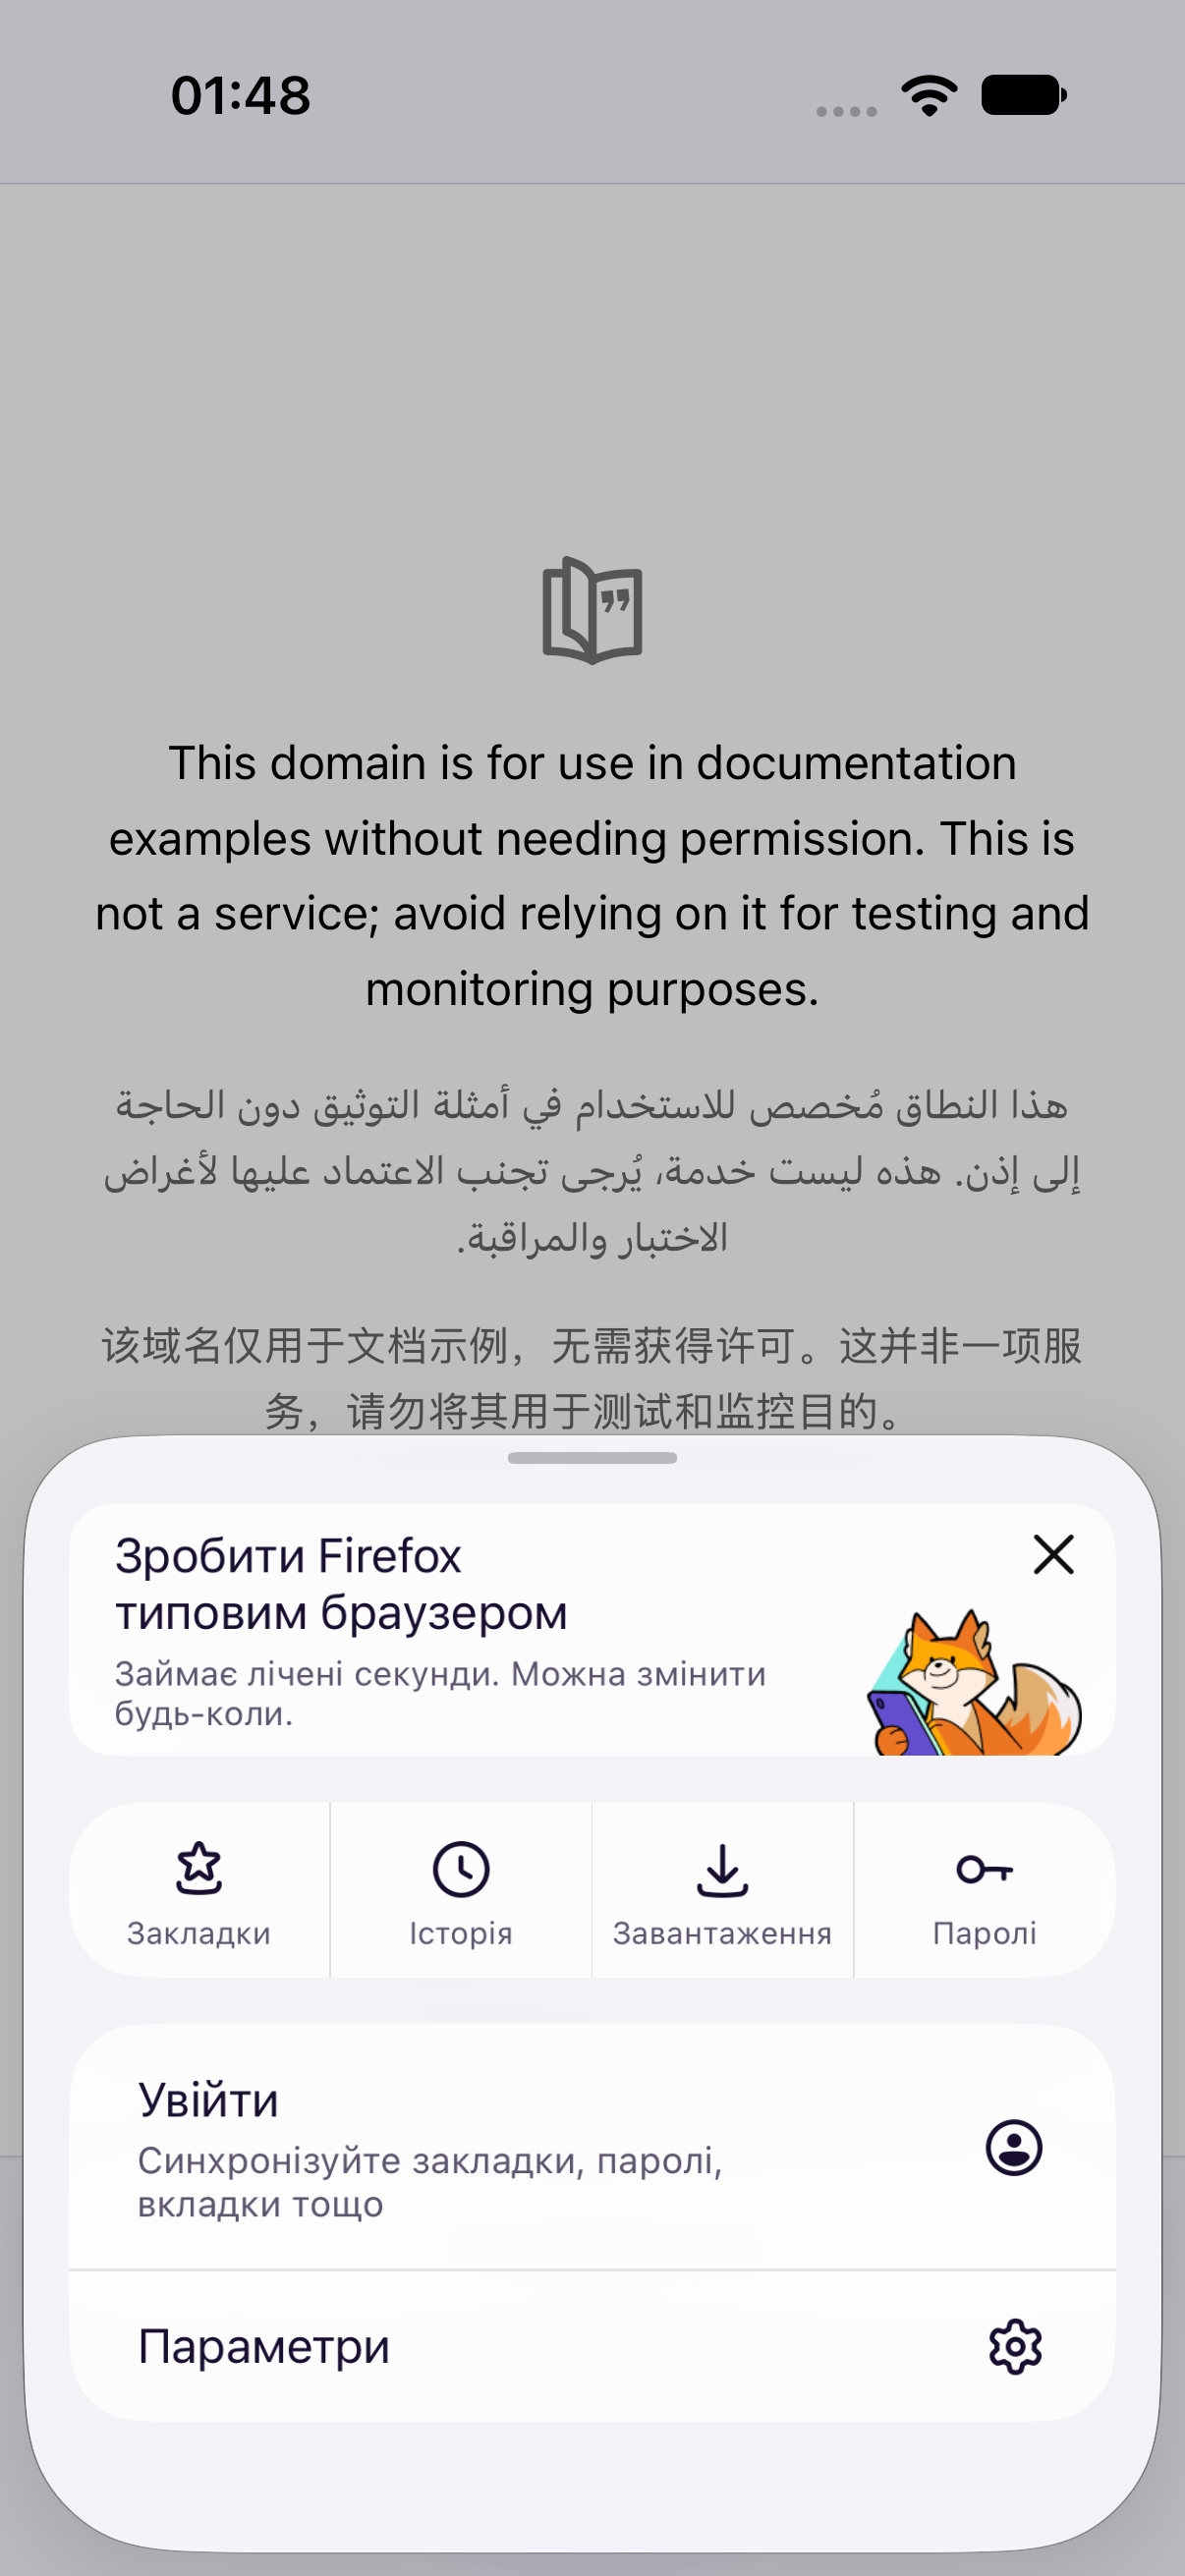 01:48
This domain is for use in documentation
examples without needing permission. This is
not a service; avoid relying on it for testing and
monitoring purposes.
هذا النطاق مُخصص للاستخدام في أمثلة التوثيق دون الحاجة
إلى إذن. هذه ليست خدمة، يُرجى تجنب الاعتماد عليها لأغراض
الاختبار والمراقبة.
该域名仅用于文档示例，无需获得许可。这并非一项服
务，请勿将其用于测试和监控目的。
Зробити Firefox
типовим браузером
Займає лічені секунди. Можна змінити
будь-коли.
Закладки
Історія
Завантаження
Паролі
Увійти
Синхронізуйте закладки, паролі,
вкладки тощо
Параметри